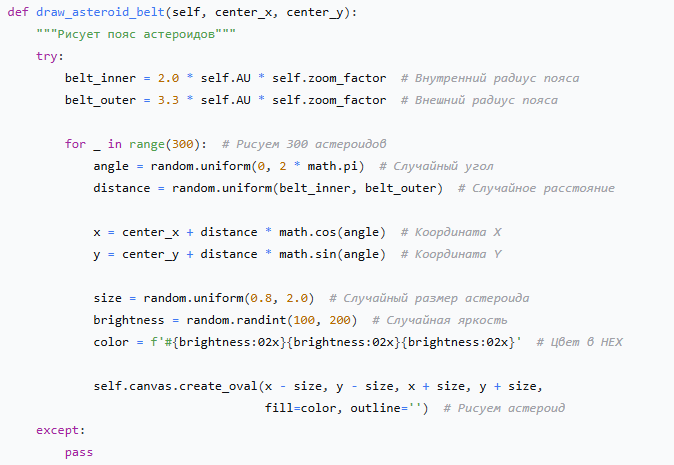 def draw_asteroid_belt(self, center_x, center_y):
    """Рисует пояс астероидов"""
    try:
        belt_inner = 2.0 * self.AU * self.zoom_factor  # Внутренний радиус пояса
        belt_outer = 3.3 * self.AU * self.zoom_factor  # Внешний радиус пояса

        for _ in range(300):  # Рисуем 300 астероидов
            angle = random.uniform(0, 2 * math.pi)  # Случайный угол
            distance = random.uniform(belt_inner, belt_outer)  # Случайное расстояние

            x = center_x + distance * math.cos(angle)  # Координата X
            y = center_y + distance * math.sin(angle)  # Координата Y

            size = random.uniform(0.8, 2.0)  # Случайный размер астероида
            brightness = random.randint(100, 200)  # Случайная яркость
            color = f'#{brightness:02x}{brightness:02x}{brightness:02x}'  # Цвет в HEX

            self.canvas.create_oval(x - size, y - size, x + size, y + size,
                                    fill=color, outline='')  # Рисуем астероид
    except:
        pass